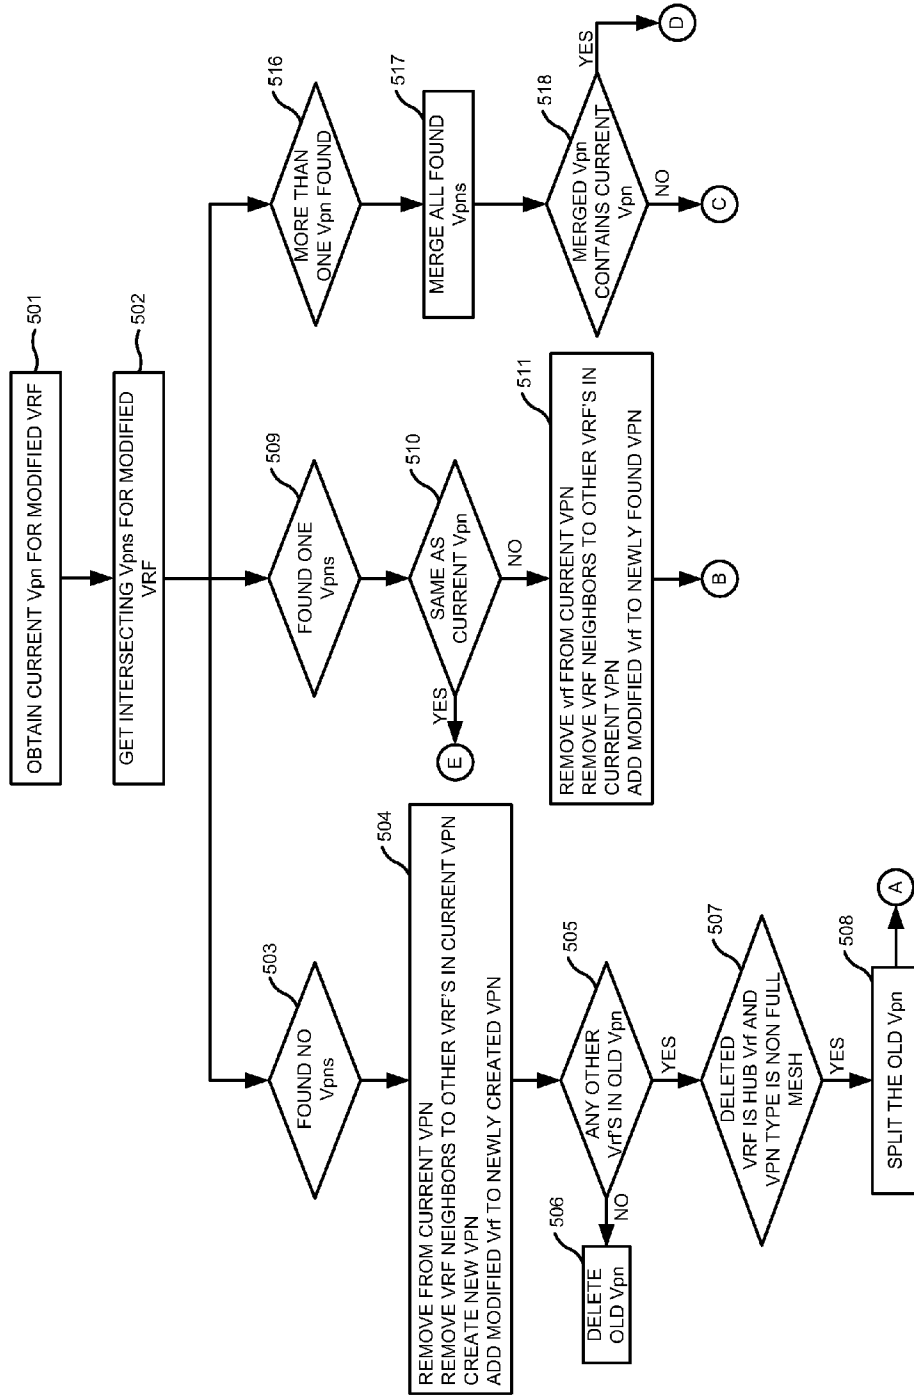 OBTAIN CURRENT Vpn FOR MODIFIED VRF
501
GET INTERSECTING Vpns FOR MODIFIED
VRF
502
FOUND NO
Vpns
503
REMOVE FROM CURRENT VPN
REMOVE VRF NEIGHBORS TO OTHER VRF'S IN CURRENT VPN
CREATE NEW VPN
ADD MODIFIED Vrf TO NEWLY CREATED VPN
504
ANY OTHER
Vrf'S IN OLD Vpn
505
NO
YES
DELETE
OLD Vpn
506
DELETED
VRF IS HUB Vrf AND
VPN TYPE IS NON FULL
MESH
507
YES
SPLIT THE OLD Vpn
508
A
FOUND ONE
Vpns
509
SAME AS
CURRENT Vpn
510
YES
E
NO
REMOVE vrf FROM CURRENT VPN
REMOVE VRF NEIGHBORS TO OTHER VRF'S IN
CURRENT VPN
ADD MODIFIED Vrf TO NEWLY FOUND VPN
511
B
MORE THAN
ONE Vpn FOUND
516
MERGE ALL FOUND
Vpns
517
MERGED Vpn
CONTAINS CURRENT
Vpn
518
YES
D
NO
C